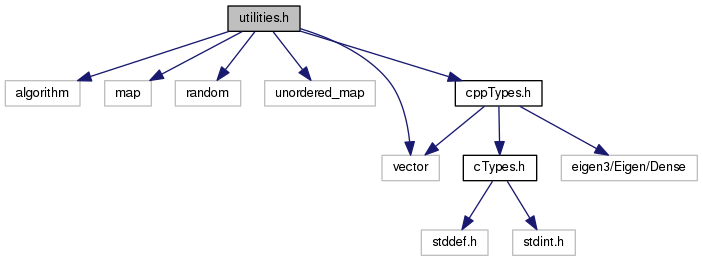 utilities.h
algorithm
map
random
unordered_map
cppTypes.h
vector
cTypes.h
eigen3/Eigen/Dense
stddef.h
stdint.h